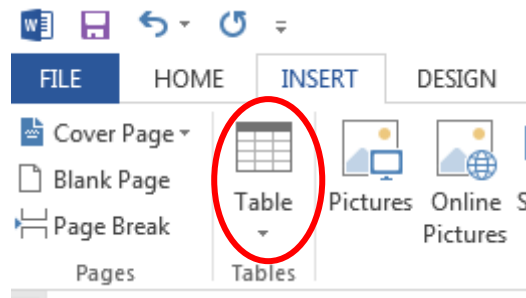 W
FILE HOME INSERT DESIGN
Cover Page
Blank Page
Page Break
Pages
Table
Tables
Pictures
Online
Pictures
S